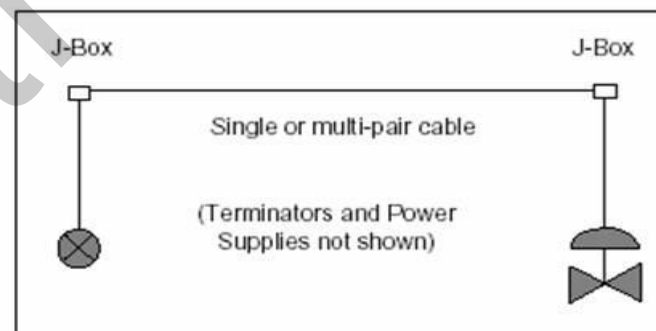 J-Box
J-Box
Single or multi-pair cable
(Terminators and Power
Supplies not shown)